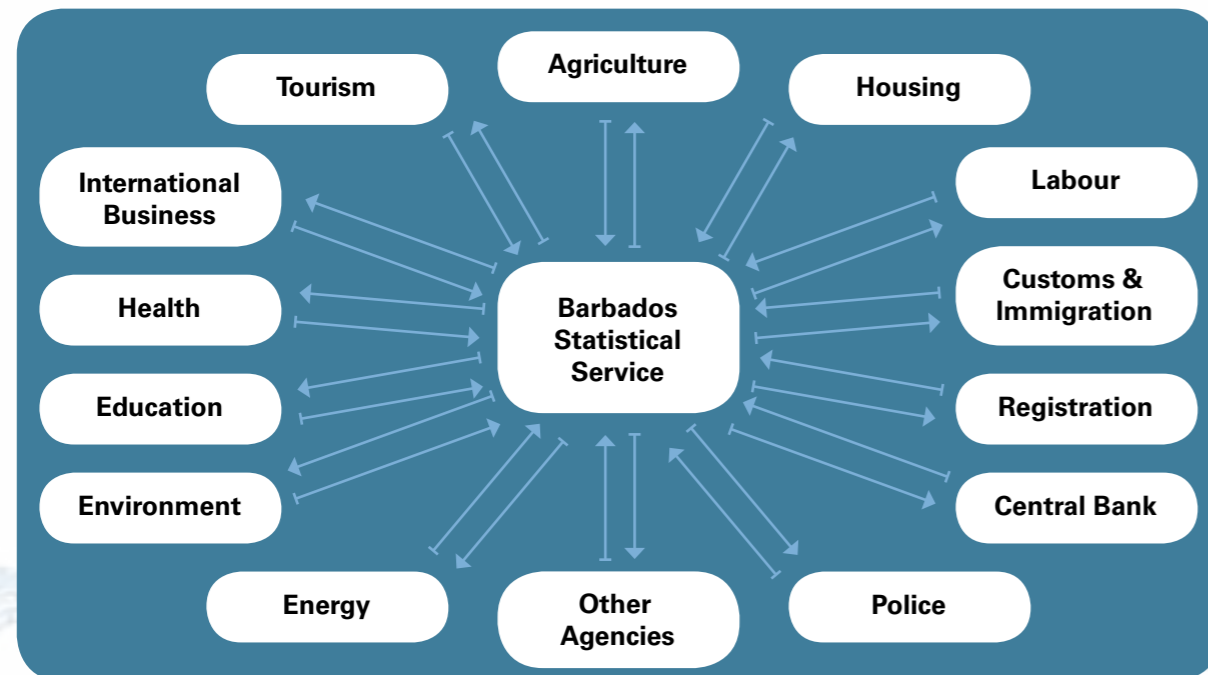 Agriculture
Tourism
Housing
International
Business
Labour
Health
Customs &
Immigration
Barbados
Statistical
Service
Education
Registration
Environment
Central Bank
Energy
Other
Agencies
Police